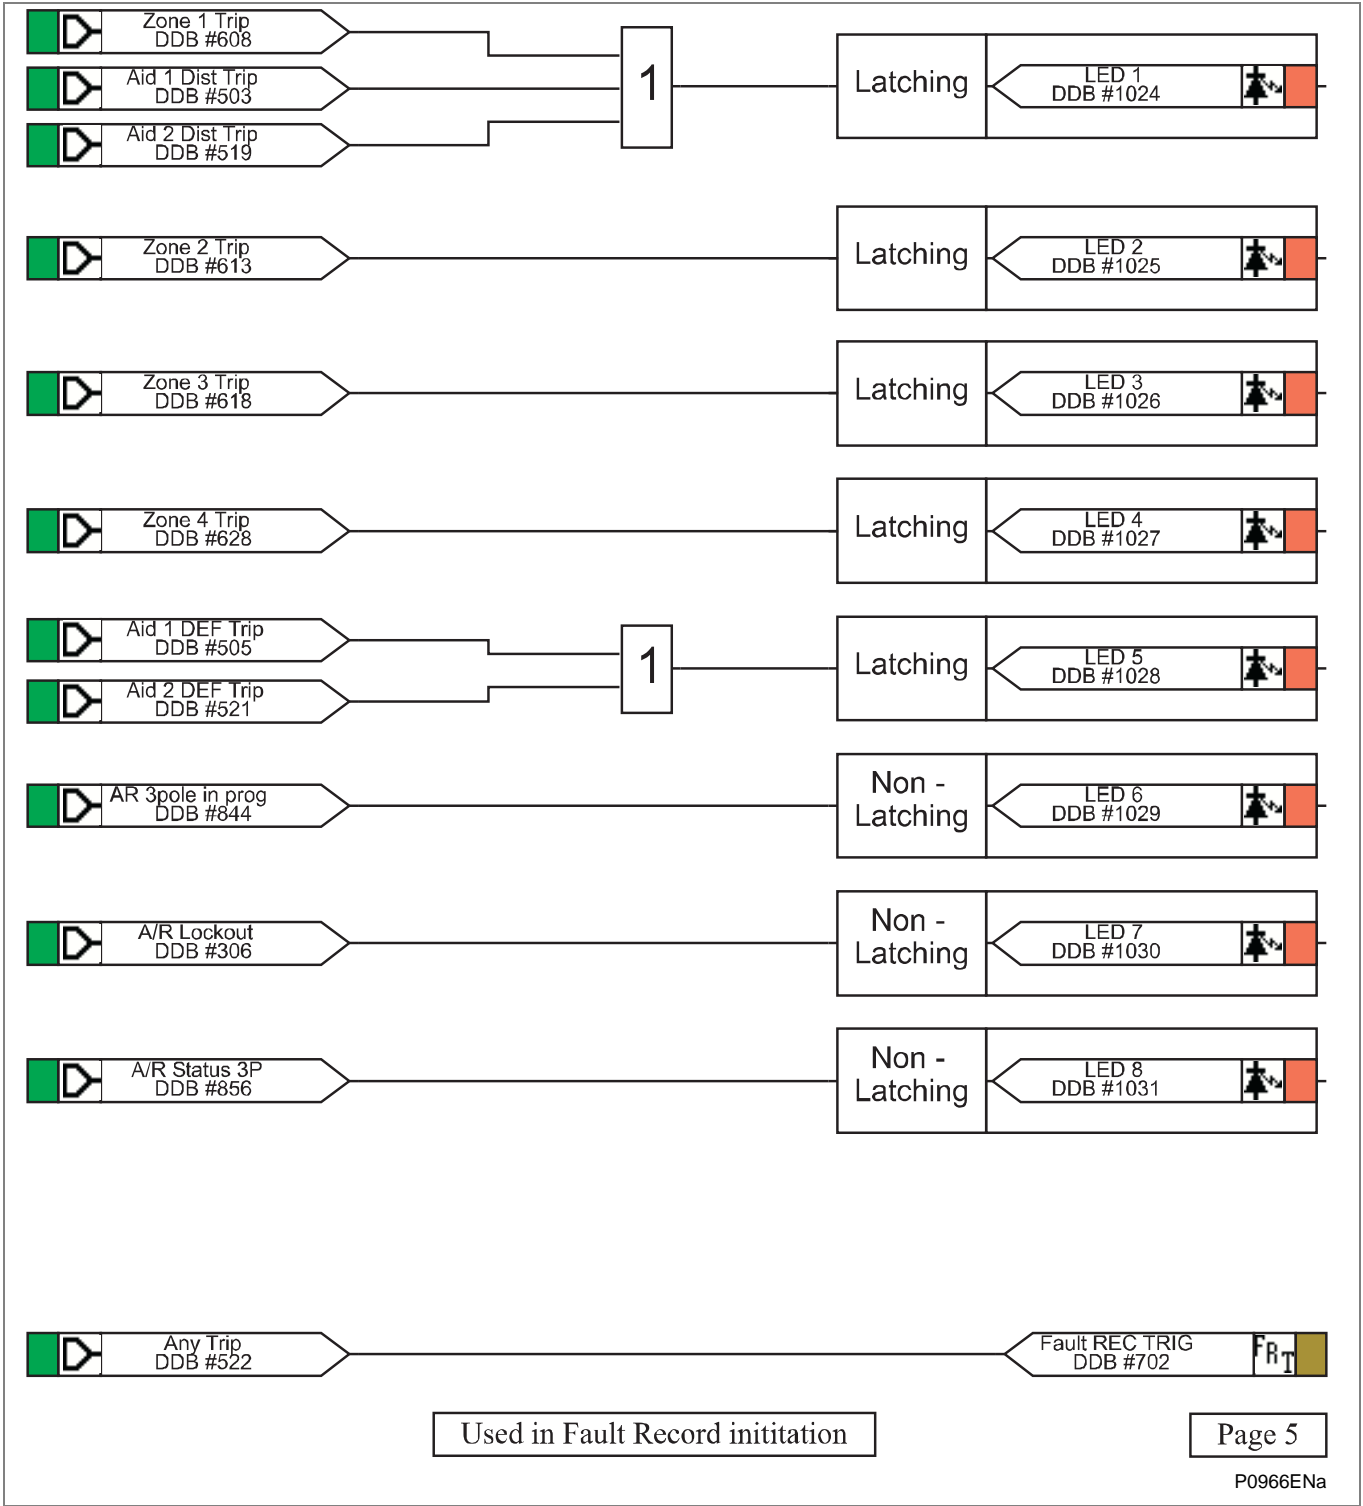 Zone 1 Trip
DDB #608
Aid 1 Dist Trip
DDB #503
Aid 2 Dist Trip
DDB #519
1
Latching
LED 1
DDB #1024
Zone 2 Trip
DDB #613
Latching
LED 2
DDB #1025
Zone 3 Trip
DDB #618
Latching
LED 3
DDB #1026
Zone 4 Trip
DDB #628
Latching
LED 4
DDB #1027
Aid 1 DEF Trip
DDB #505
Aid 2 DEF Trip
DDB #521
1
Latching
LED 5
DDB #1028
AR 3pole in prog
DDB #844
Non -
Latching
LED 6
DDB #1029
A/R Lockout
DDB #306
Non -
Latching
LED 7
DDB #1030
A/R Status 3P
DDB #856
Non -
Latching
LED 8
DDB #1031
Any Trip
DDB #522
Fault REC TRIG
DDB #702
FRT
Used in Fault Record inititation
Page 5
P0966ENa